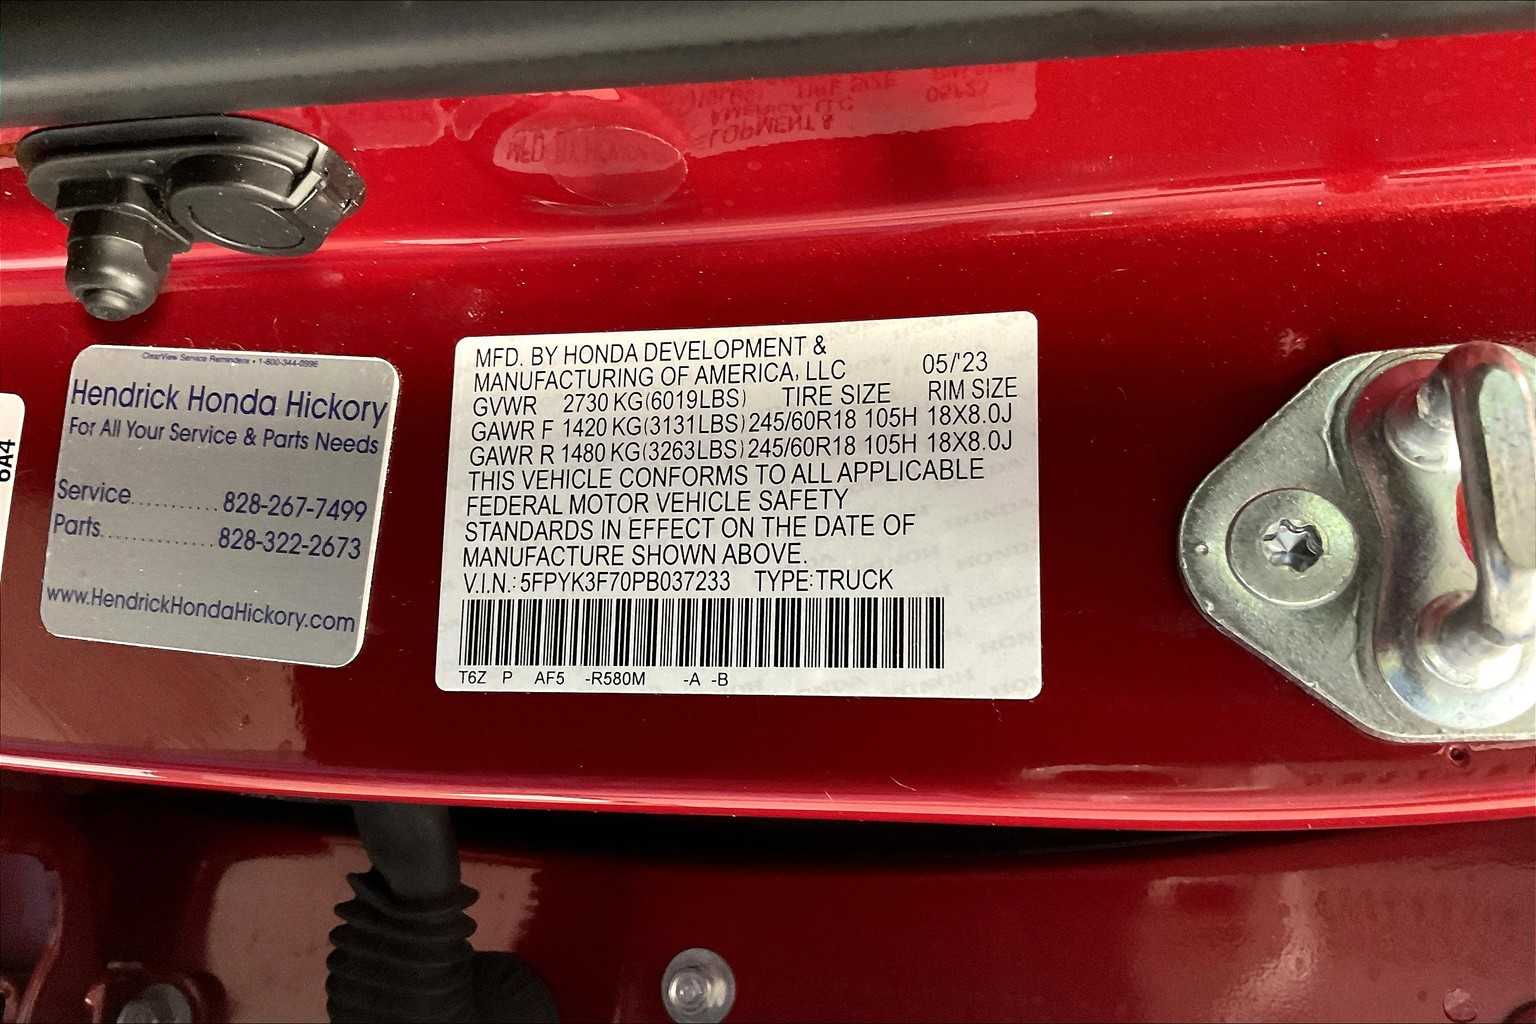 ClearView Service Reminders • 1-800-344-0996
Hendrick Honda Hickory
For All Your Service & Parts Needs
Service............828-267-7499
Parts................828-322-2673
www.HendrickHondaHickory.com
MFD. BY HONDA DEVELOPMENT &
MANUFACTURING OF AMERICA, LLC 05/'23
GVWR 2730 KG(6019LBS) TIRE SIZE RIM SIZE
GAWR F 1420 KG(3131LBS) 245/60R18 105H 18X8.0J
GAWR R 1480 KG(3263LBS) 245/60R18 105H 18X8.0J
THIS VEHICLE CONFORMS TO ALL APPLICABLE
FEDERAL MOTOR VEHICLE SAFETY
STANDARDS IN EFFECT ON THE DATE OF
MANUFACTURE SHOWN ABOVE.
V.I.N.: 5FPYK3F70PB037233 TYPE:TRUCK
T6Z P AF5 -R580M -A -B